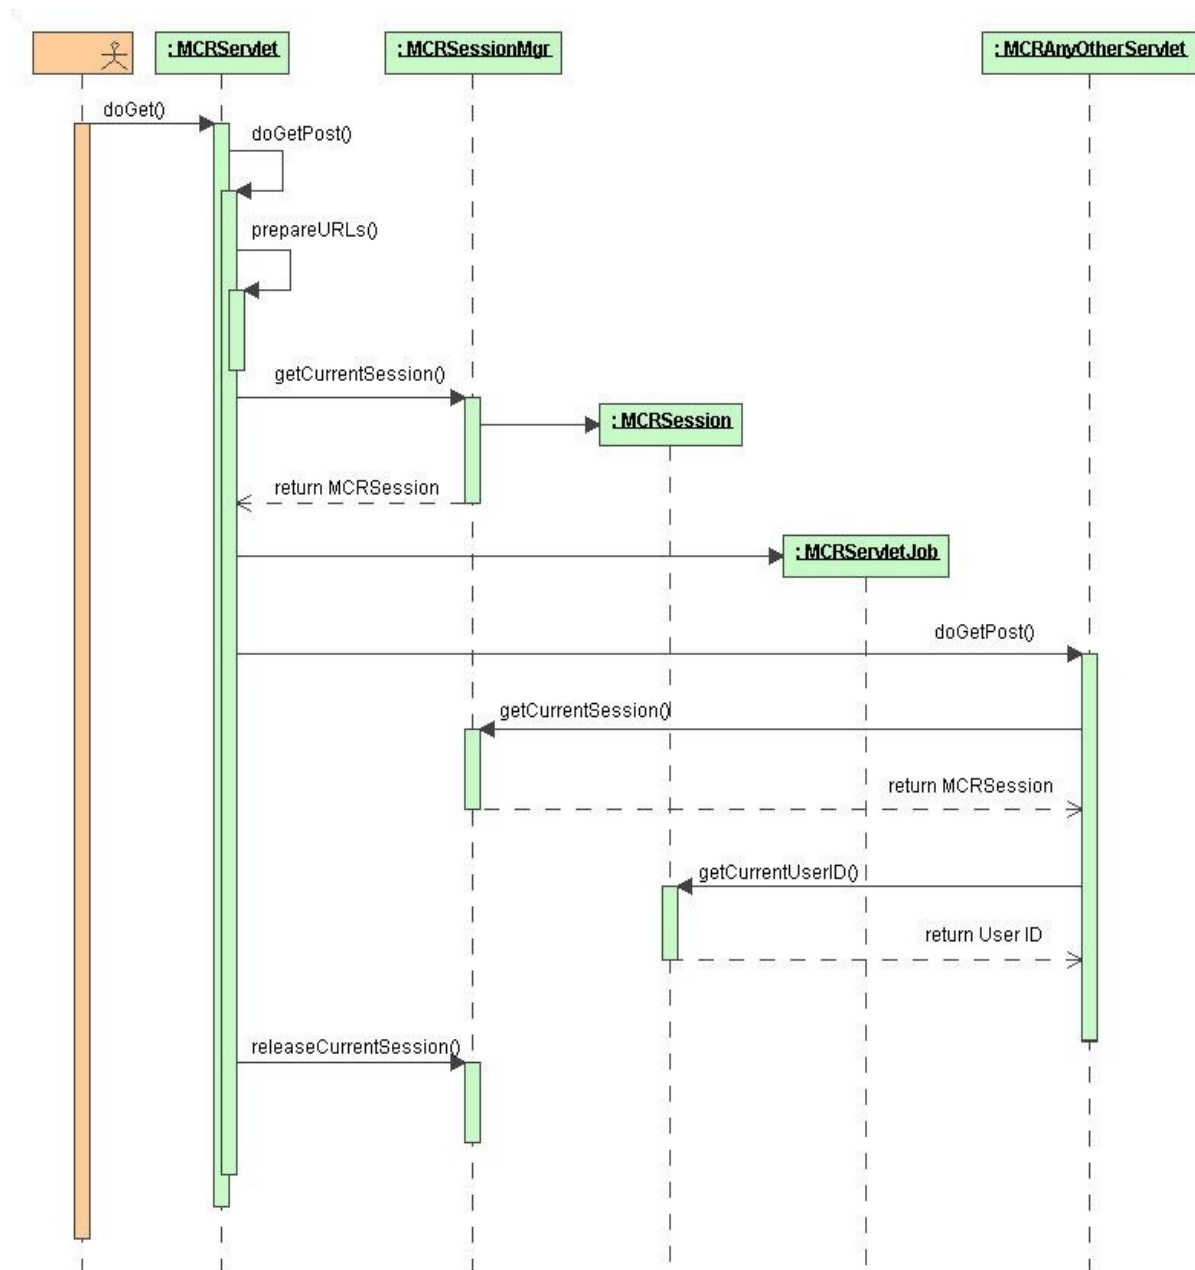 : MCRServlet
: MCRSessionMgr
: MCRAnyOtherServlet
doGet()
doGetPost()
prepareURLs()
getCurrentSession()
: MCRSession
return MCRSession
: MCRServletJob
doGetPost()
getCurrentSession()
return MCRSession
getCurrentUserID()
return User ID
releaseCurrentSession()